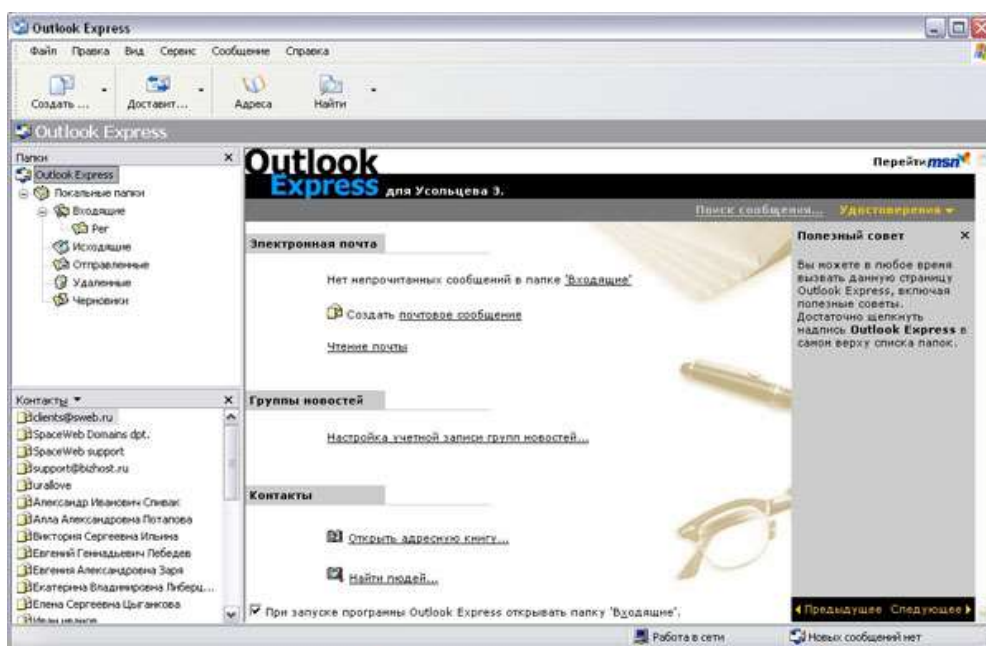 Outlook Express
Файл Правка Вид Сервис Сообщение Справка
Создать ... Доставит... Адреса Найти
Outlook Express
Папки
Outlook Express
Локальные папки
Входящие
Рег
Исходящие
Отправленные
Удаленные
Черновики
Контакты
clients@sweb.ru
SpaceWeb Domains dpt.
SpaceWeb support
support@bizhost.ru
uralove
Александр Иванович Спивак
Алла Александровна Потапова
Виктория Сергеевна Ильина
Евгений Геннадьевич Лебедев
Евгения Александровна Заря
Екатерина Владимировна Либерц...
Елена Сергеевна Цыганкова
Иван иванов
Outlook
Express для Усольцева Э.
Перейти msn
Поиск сообщения... Удостоверения
Электронная почта
Нет непрочитанных сообщений в папке 'Входящие'
Создать почтовое сообщение
Чтение почты
Группы новостей
Настройка учетной записи групп новостей...
Контакты
Открыть адресную книгу...
Найти людей...
При запуске программы Outlook Express открывать папку 'Входящие'.
Полезный совет
Вы можете в любое время
вызвать данную страницу
Outlook Express, включая
полезные советы.
Достаточно щелкнуть
надпись Outlook Express в
самом верху списка папок.
Предыдущее Следующее
Работа в сети
Новых сообщений нет